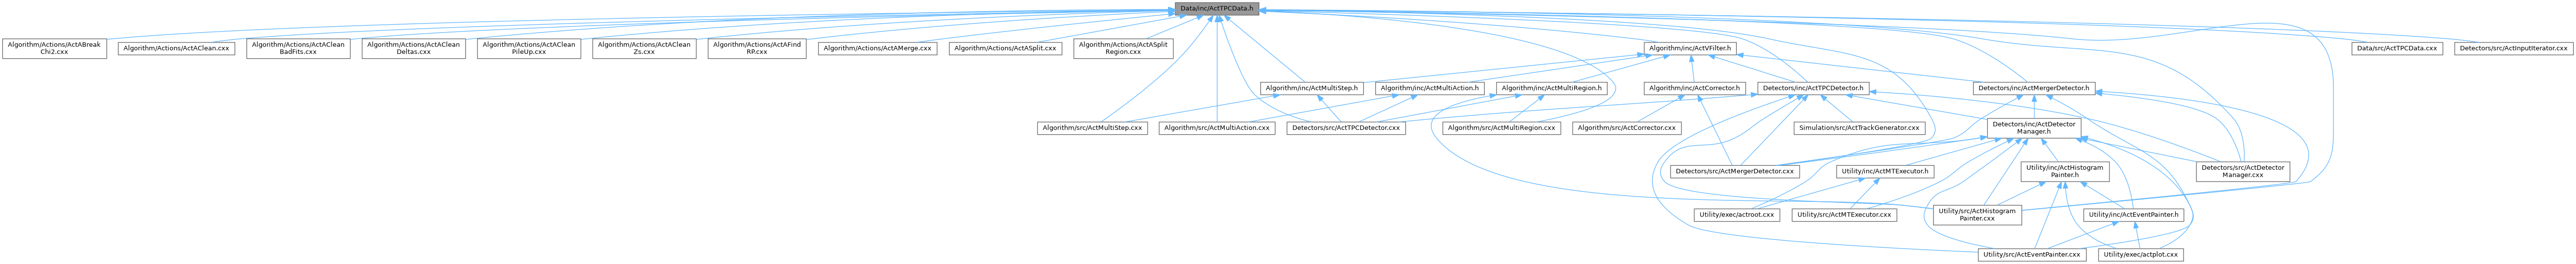 Data/inc/ActTPCData.h
Algorithm/Actions/ActABreak
Chi2.cxx
Algorithm/Actions/ActAClean.cxx
Algorithm/Actions/ActAClean
BadFits.cxx
Algorithm/Actions/ActAClean
Deltas.cxx
Algorithm/Actions/ActAClean
PileUp.cxx
Algorithm/Actions/ActAClean
Zs.cxx
Algorithm/Actions/ActAFind
RP.cxx
Algorithm/Actions/ActAMerge.cxx
Algorithm/Actions/ActASplit.cxx
Algorithm/Actions/ActASplit
Region.cxx
Algorithm/inc/ActVFilter.h
Data/src/ActTPCData.cxx
Detectors/src/ActInputIterator.cxx
Algorithm/inc/ActMultiStep.h
Algorithm/inc/ActMultiAction.h
Algorithm/inc/ActMultiRegion.h
Algorithm/inc/ActCorrector.h
Detectors/inc/ActTPCDetector.h
Detectors/inc/ActMergerDetector.h
Algorithm/src/ActMultiStep.cxx
Algorithm/src/ActMultiAction.cxx
Detectors/src/ActTPCDetector.cxx
Algorithm/src/ActMultiRegion.cxx
Algorithm/src/ActCorrector.cxx
Simulation/src/ActTrackGenerator.cxx
Detectors/inc/ActDetector
Manager.h
Detectors/src/ActMergerDetector.cxx
Utility/inc/ActMTExecutor.h
Utility/inc/ActHistogram
Painter.h
Detectors/src/ActDetector
Manager.cxx
Utility/exec/actroot.cxx
Utility/src/ActMTExecutor.cxx
Utility/src/ActHistogram
Painter.cxx
Utility/inc/ActEventPainter.h
Utility/src/ActEventPainter.cxx
Utility/exec/actplot.cxx